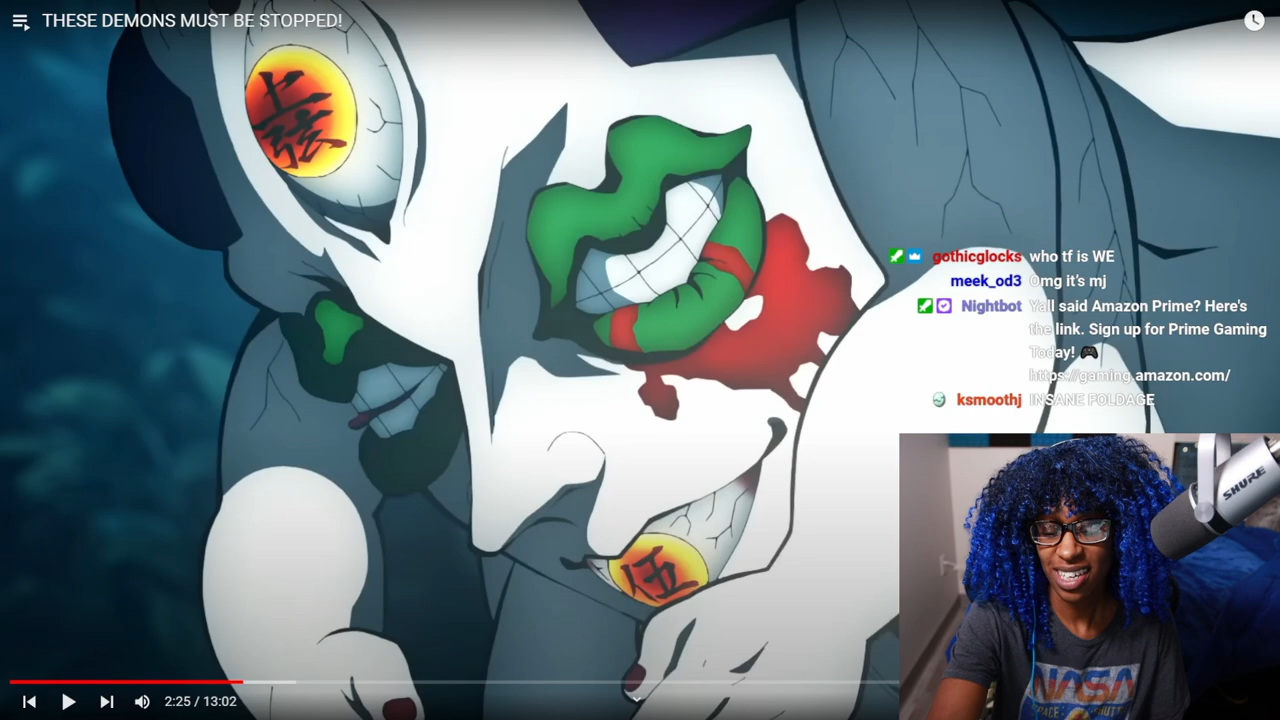 THESE DEMONS MUST BE STOPPED!
上
弦
gothicglocks who tf is WE
meek_od3 Omg it's mj
Nightbot Yall said Amazon Prime? Here's
the link. Sign up for Prime Gaming
Today! 🎮
https://gaming.amazon.com/
ksmoothj INSANE FOLDAGE
SHURE
伍
NASA
2:25 / 13:02